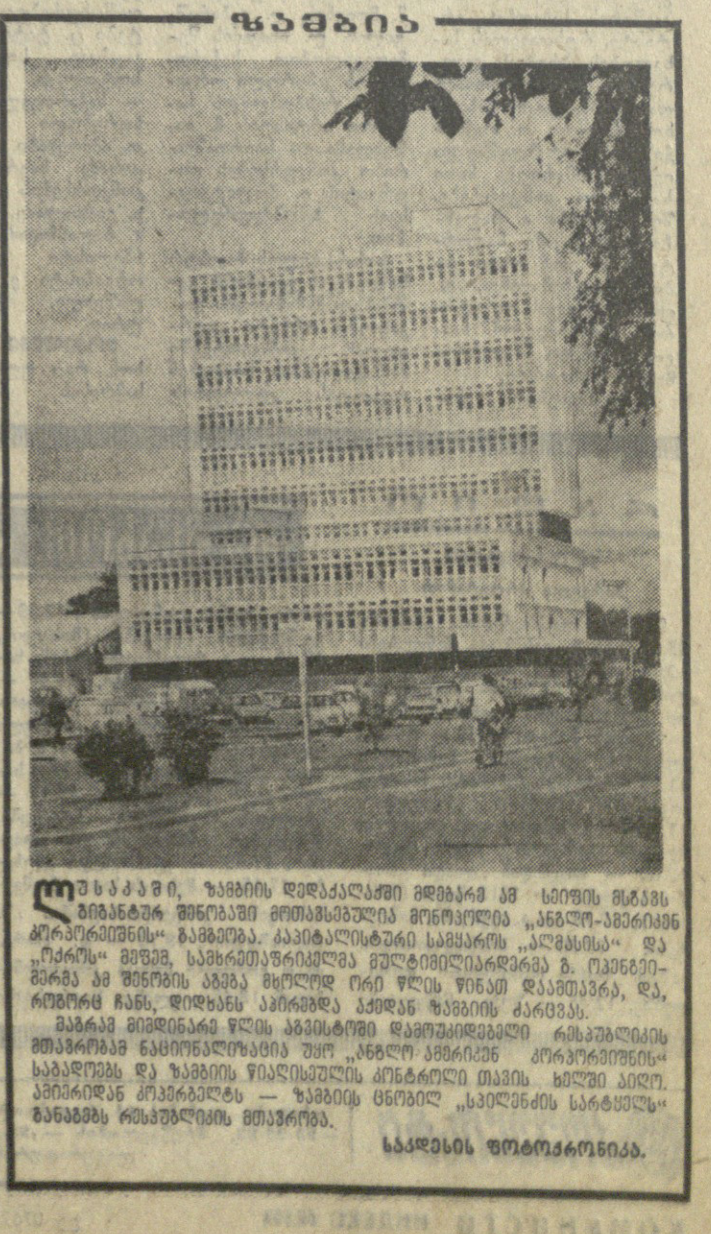 ზამბია
ლუსაკაში, ზამბიის დედაქალაქში მდებარე ამ სეიფის მსგავს
გიგანტურ შენობაში მოთავსებულია მონოპოლია „ანგლო-ამერიკენ
კორპორეიშნის“ გამგეობა. კაპიტალისტური სამყაროს „ალმასისა“ და
„ოქროს“ მეფემ, სამხრეთაფრიკელმა მულტიმილიარდერმა გ. ოპენგეი-
მერმა ამ შენობის აგება მხოლოდ ორი წლის წინათ დაამთავრა, და,
როგორც ჩანს, დიდხანს აპირებდა აქედან ზამბიის ძარცვას.
მაგრამ მიმდინარე წლის აგვისტოში დამოუკიდებელი რესპუბლიკის
მთავრობამ ნაციონალიზაცია უყო „ანგლო-ამერიკენ კორპორეიშნის“
საბადოებს და ზამბიის წიაღისეულის კონტროლი თავის ხელში აიღო.
ამიერიდან კოპერბელტს — ზამბიის ცნობილ „სპილენძის სარტყელს“
განაგებს რესპუბლიკის მთავრობა.
საკდესის ფოტოქრონიკა.